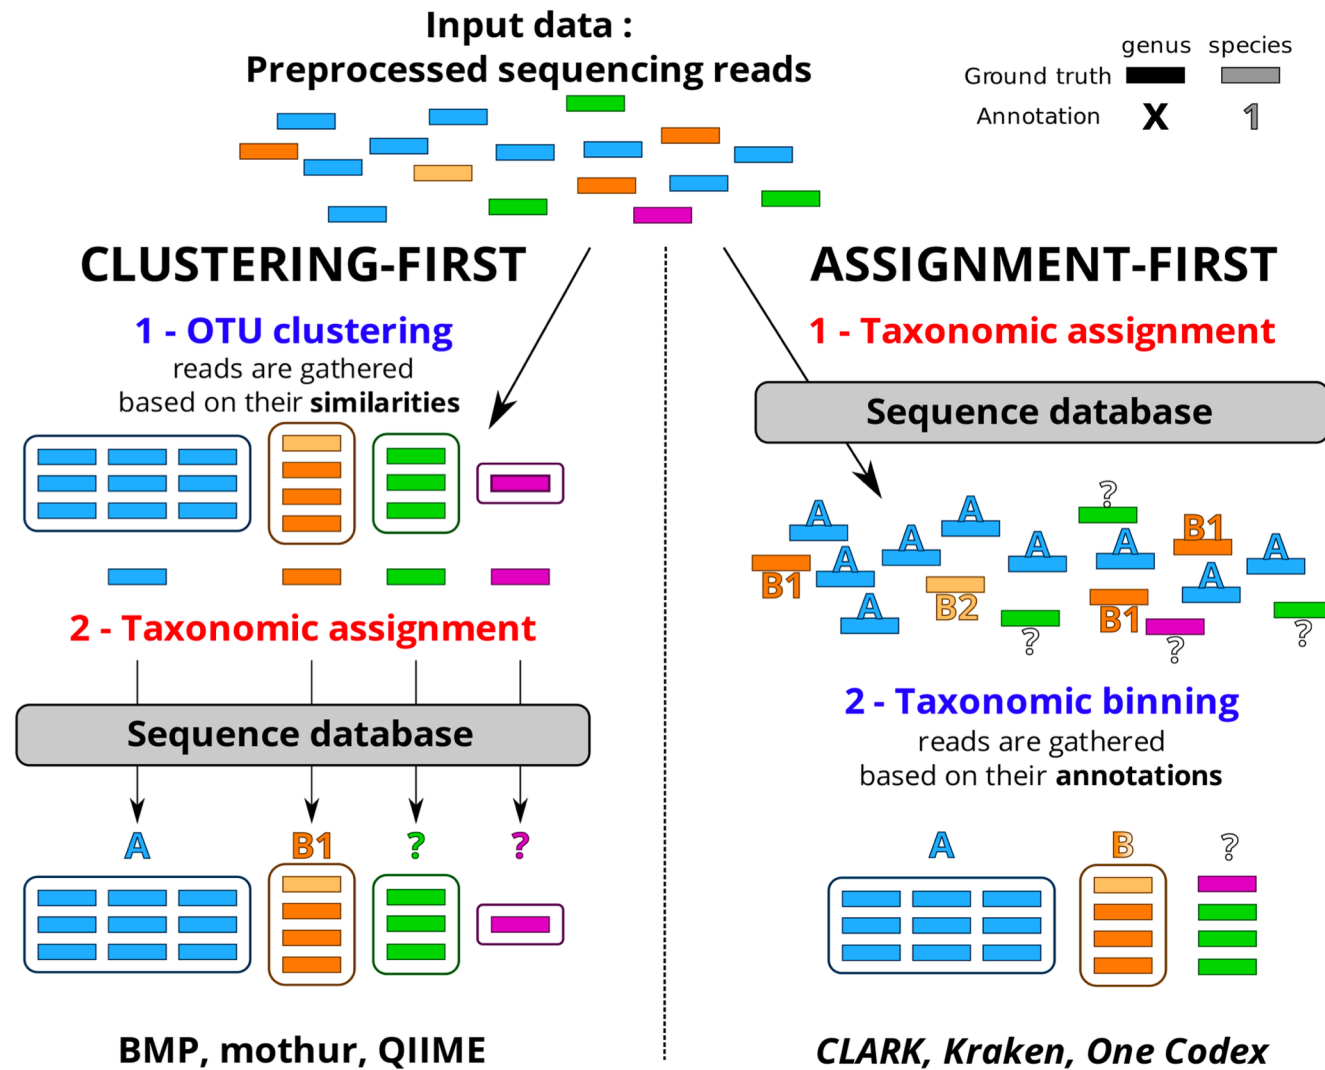 Input data :
Preprocessed sequencing reads
genus species
Ground truth
Annotation X 1
CLUSTERING-FIRST
1 - OTU clustering
reads are gathered
based on their similarities
2 - Taxonomic assignment
Sequence database
A B1 ? ?
BMP, mothur, QIIME
ASSIGNMENT-FIRST
1 - Taxonomic assignment
Sequence database
?
A A B1
A A A A
B1 A A
B2 B1
A ? ? ?
2 - Taxonomic binning
reads are gathered
based on their annotations
A B ?
CLARK, Kraken, One Codex